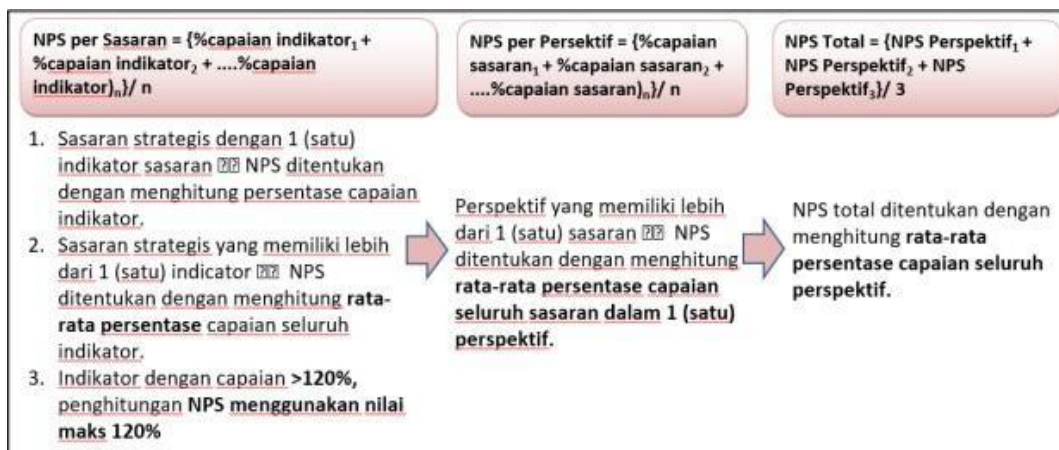 NPS per Sasaran = {%capaian indikator₁ +
%capaian indikator₂ + ....%capaian
indikator)ₙ}/ n
NPS per Persektif = {%capaian
sasaran₁ + %capaian sasaran₂ +
....%capaian sasaran)ₙ}/ n
NPS Total = {NPS Perspektif₁ +
NPS Perspektif₂ + NPS
Perspektif₃}/ 3
1. Sasaran strategis dengan 1 (satu)
indikator sasaran ⍰⍰ NPS ditentukan
dengan menghitung persentase capaian
indikator.
2. Sasaran strategis yang memiliki lebih
dari 1 (satu) indicator ⍰⍰ NPS
ditentukan dengan menghitung rata-
rata persentase capaian seluruh
indikator.
3. Indikator dengan capaian >120%,
penghitungan NPS menggunakan nilai
maks 120%
Perspektif yang memiliki lebih
dari 1 (satu) sasaran ⍰⍰ NPS
ditentukan dengan menghitung
rata-rata persentase capaian
seluruh sasaran dalam 1 (satu)
perspektif.
NPS total ditentukan dengan
menghitung rata-rata
persentase capaian seluruh
perspektif.